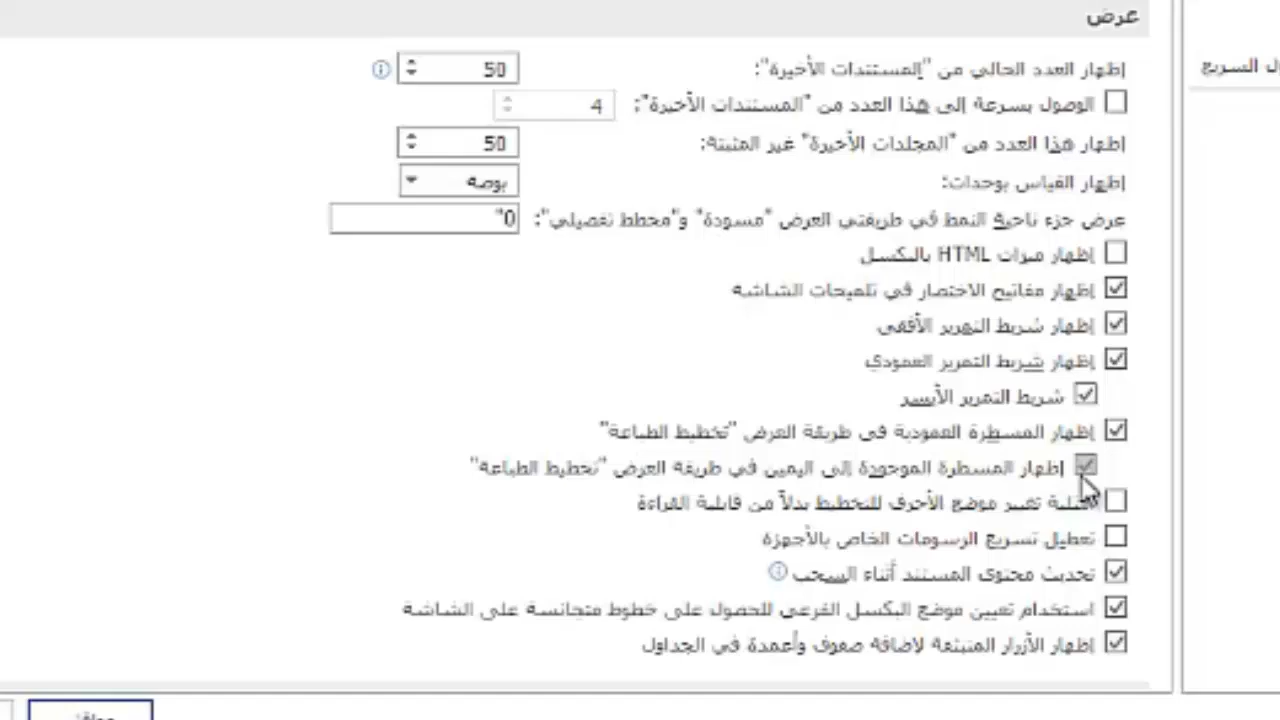 عرض
ول السريع
إظهار العدد الحالي من "المستندات الأخيرة":
50
الوصول بسرعة إلى هذا العدد من "المستندات الأخيرة":
4
إظهار هذا العدد من "المجلدات الأخيرة" غير المثبتة:
50
إظهار القياس بوحدات:
بوصة
عرض جزء ناحية النمط في طريقتي العرض "مسودة" و"مخطط تفصيلي":
0"
إظهار ميزات HTML بالبكسل
إظهار مفاتيح الاختصار في تلميحات الشاشة
إظهار شريط التمرير الأفقي
إظهار شريط التمرير العمودي
شريط التمرير الأيسر
إظهار المسطرة العمودية في طريقة العرض "تخطيط الطباعة"
إظهار المسطرة الموجودة إلى اليمين في طريقة العرض "تخطيط الطباعة"
تغيير موضع الأحرف للتخطيط بدلاً من قابلية القراءة
تعطيل تسريع الرسومات الخاص بالأجهزة
تحديث محتوى المستند أثناء السحب
استخدام تعيين موضع البكسل الفرعي للحصول على خطوط متجانسة على الشاشة
إظهار الأزرار المنبثقة لإضافة صفوف وأعمدة في الجداول